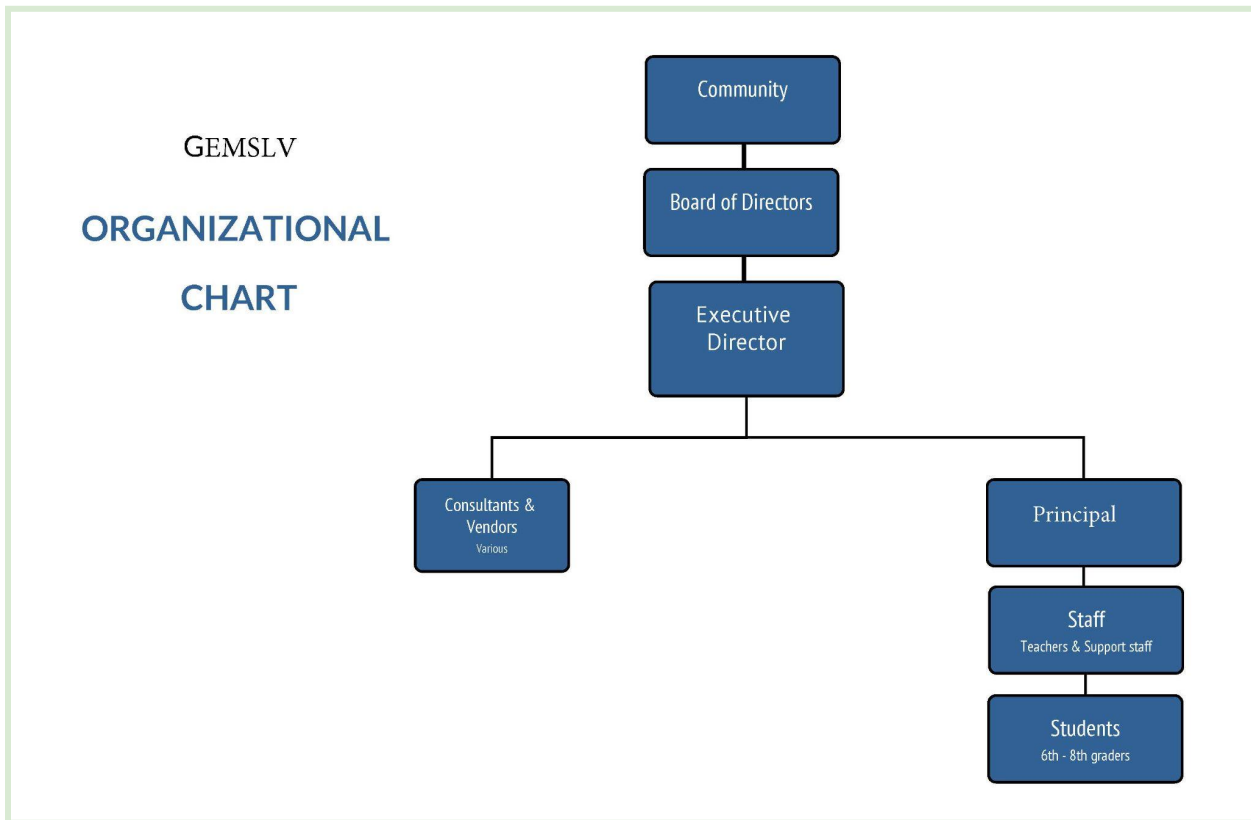 GEMSLV
ORGANIZATIONAL
CHART
Community
Board of Directors
Executive
Director
Consultants &
Vendors
Various
Principal
Staff
Teachers & Support staff
Students
6th - 8th graders